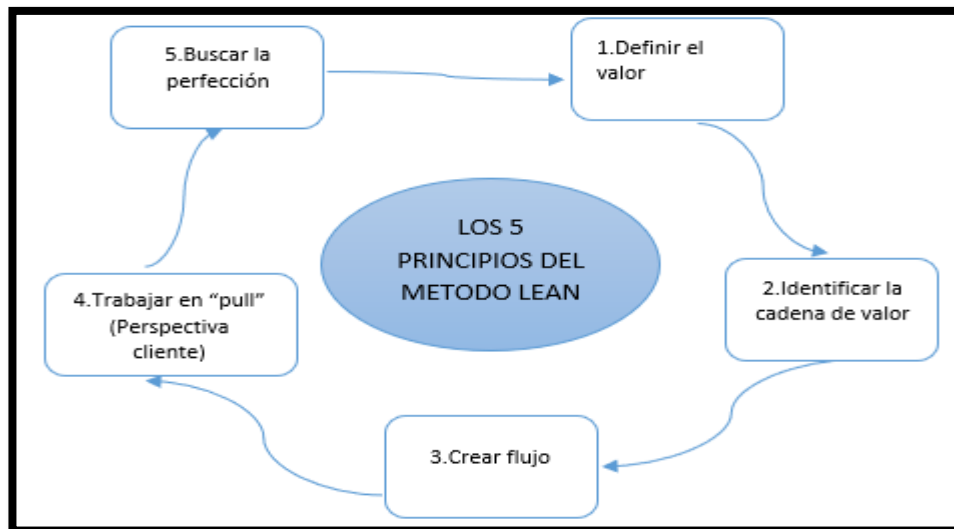 LOS 5
PRINCIPIOS DEL
METODO LEAN
1.Definir el
valor
2.Identificar la
cadena de valor
3.Crear flujo
4.Trabajar en “pull”
(Perspectiva
cliente)
5.Buscar la
perfección